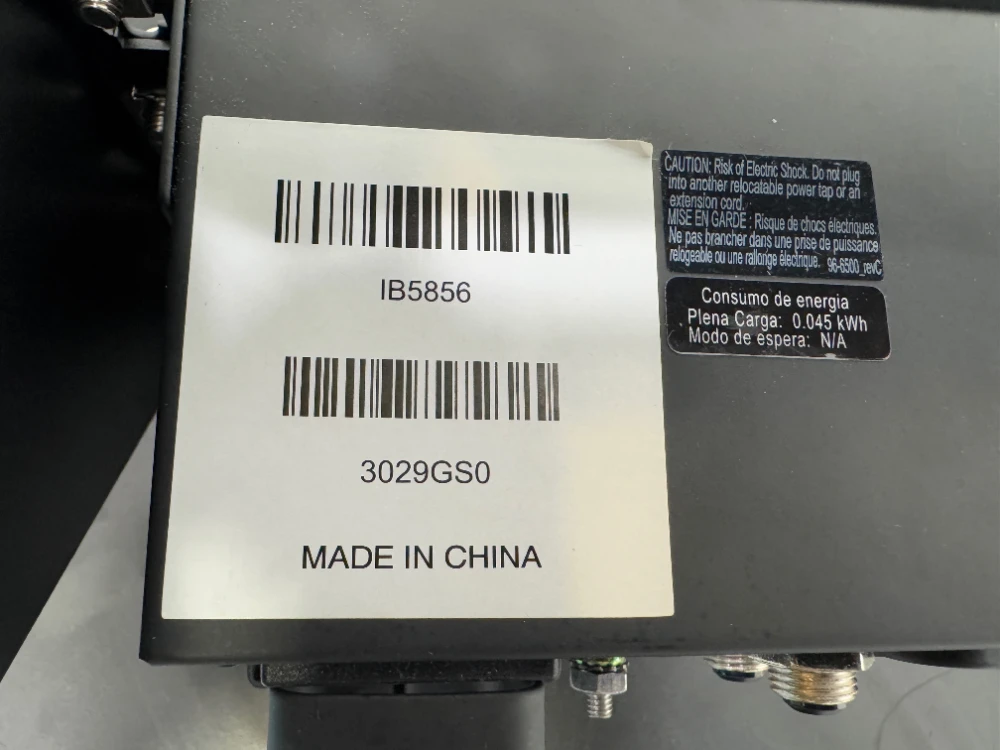 IB5856
3029GS0
MADE IN CHINA
CAUTION: Risk of Electric Shock. Do not plug
into another relocatable power tap or an
extension cord.
MISE EN GARDE : Risque de chocs électriques.
Ne pas brancher dans une prise de puissance
relogeable ou une rallonge électrique. 96-6500_revC
Consumo de energia
Plena Carga: 0.045 kWh
Modo de espera: N/A